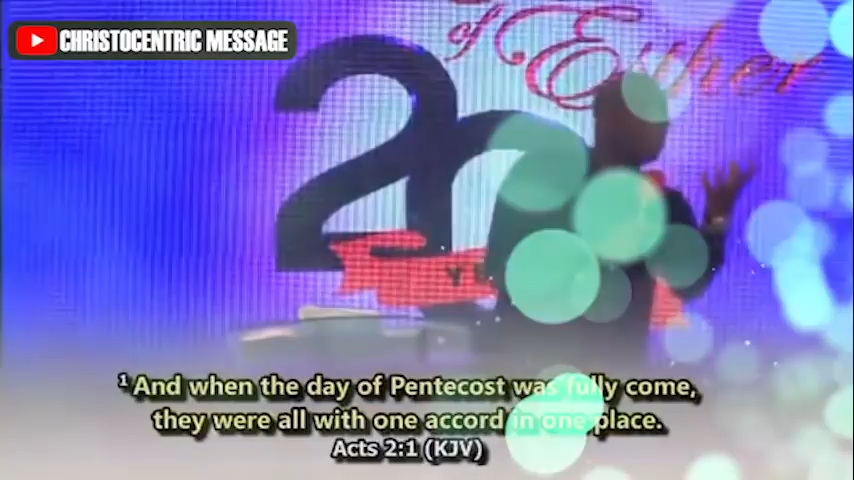 CHRISTOCENTRIC MESSAGE
of Esther
20
1 And when the day of Pentecost was fully come,
they were all with one accord in one place.
Acts 2:1 (KJV)